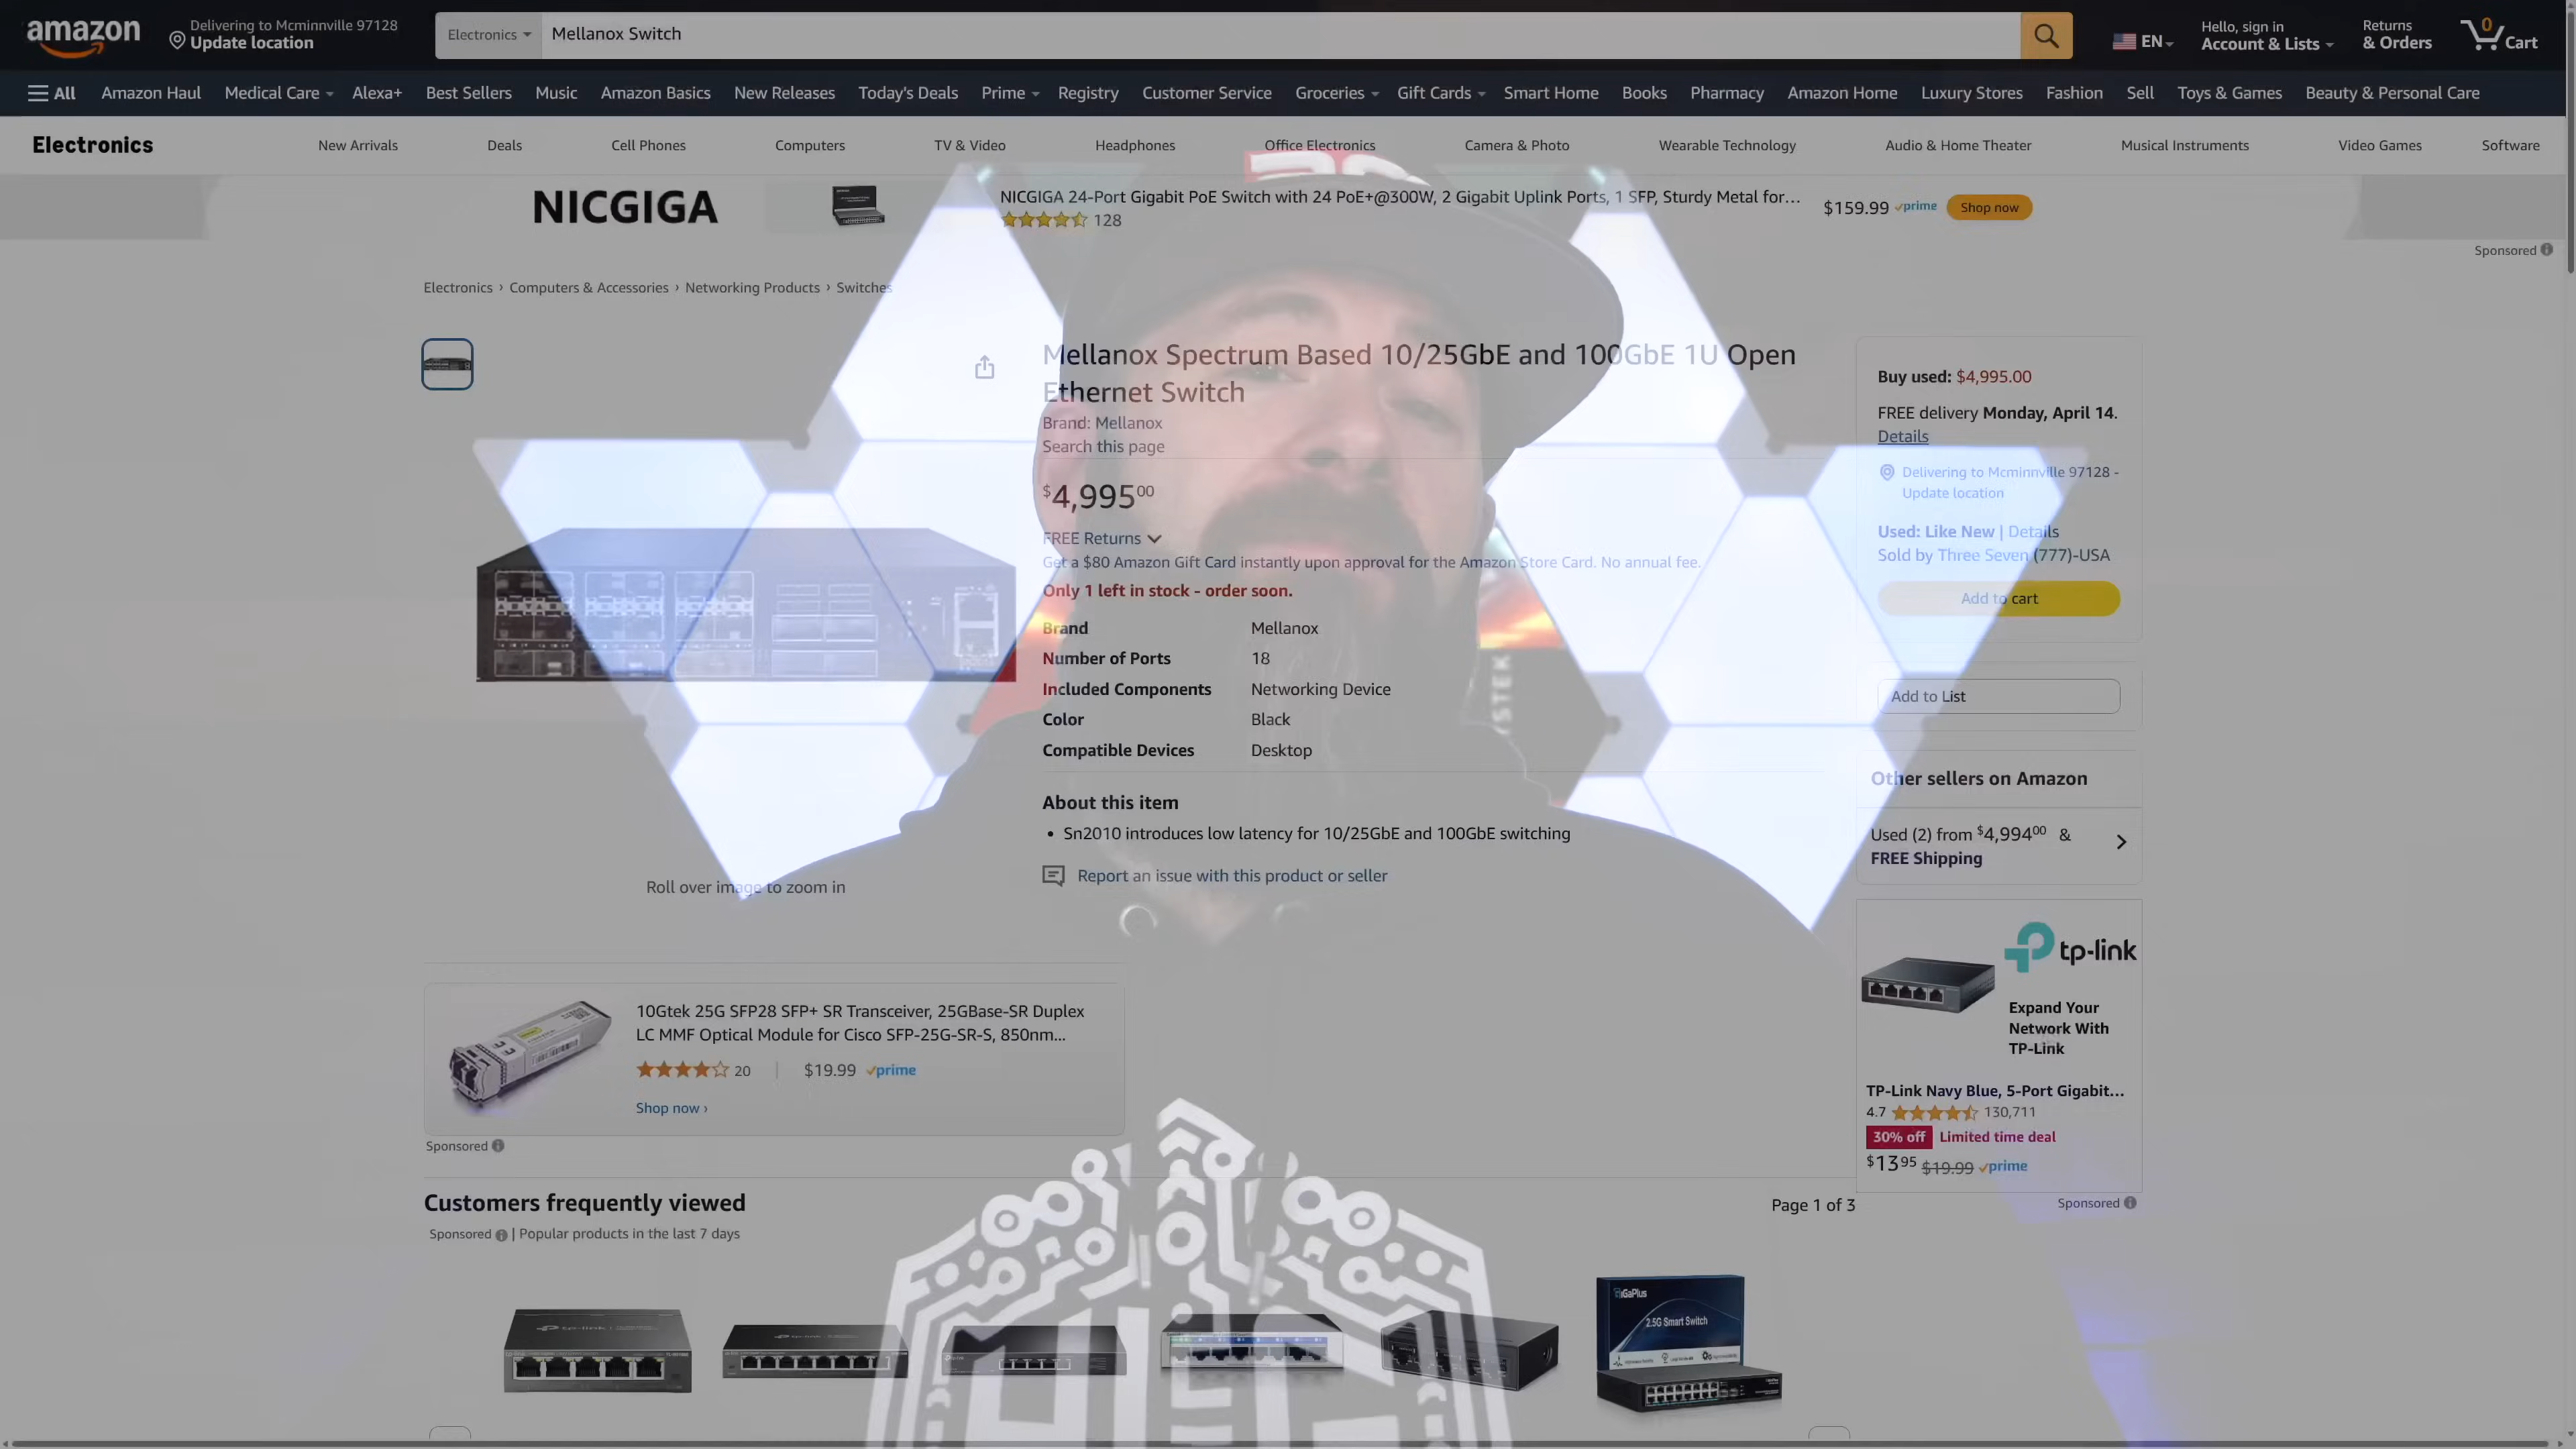 amazon
Delivering to Mcminnville 97128
Update location
Electronics
Mellanox Switch
EN
Hello, sign in
Account & Lists
Returns
& Orders
0
Cart
All
Amazon Haul
Medical Care
Alexa+
Best Sellers
Music
Amazon Basics
New Releases
Today's Deals
Prime
Registry
Customer Service
Groceries
Gift Cards
Smart Home
Books
Pharmacy
Amazon Home
Luxury Stores
Fashion
Sell
Toys & Games
Beauty & Personal Care
Electronics
New Arrivals
Deals
Cell Phones
Computers
TV & Video
Headphones
Office Electronics
Camera & Photo
Wearable Technology
Audio & Home Theater
Musical Instruments
Video Games
Software
NICGIGA
NICGIGA 24-Port Gigabit PoE Switch with 24 PoE+@300W, 2 Gigabit Uplink Ports, 1 SFP, Sturdy Metal for...
128
$159.99 prime
Shop now
Sponsored
Electronics › Computers & Accessories › Networking Products › Switches
Mellanox Spectrum Based 10/25GbE and 100GbE 1U Open
Ethernet Switch
Brand: Mellanox
Search this page
$4,995 00
FREE Returns
Get a $80 Amazon Gift Card instantly upon approval for the Amazon Store Card. No annual fee.
Only 1 left in stock - order soon.
Brand Mellanox
Number of Ports 18
Included Components Networking Device
Color Black
Compatible Devices Desktop
About this item
• Sn2010 introduces low latency for 10/25GbE and 100GbE switching
Report an issue with this product or seller
Roll over image to zoom in
Buy used: $4,995.00
FREE delivery Monday, April 14.
Details
Delivering to Mcminnville 97128 -
Update location
Used: Like New | Details
Sold by Three Seven (777)-USA
Add to cart
Add to List
Other sellers on Amazon
Used (2) from $4,994 00 &
FREE Shipping
tp-link
Expand Your
Network With
TP-Link
TP-Link Navy Blue, 5-Port Gigabit...
4.7 130,711
30% off Limited time deal
$13 95 $19.99 prime
Sponsored
10Gtek 25G SFP28 SFP+ SR Transceiver, 25GBase-SR Duplex
LC MMF Optical Module for Cisco SFP-25G-SR-S, 850nm...
20 | $19.99 prime
Shop now ›
Sponsored
Customers frequently viewed
Page 1 of 3
Sponsored | Popular products in the last 7 days
tp-link
tp-link
2.5G Smart Switch